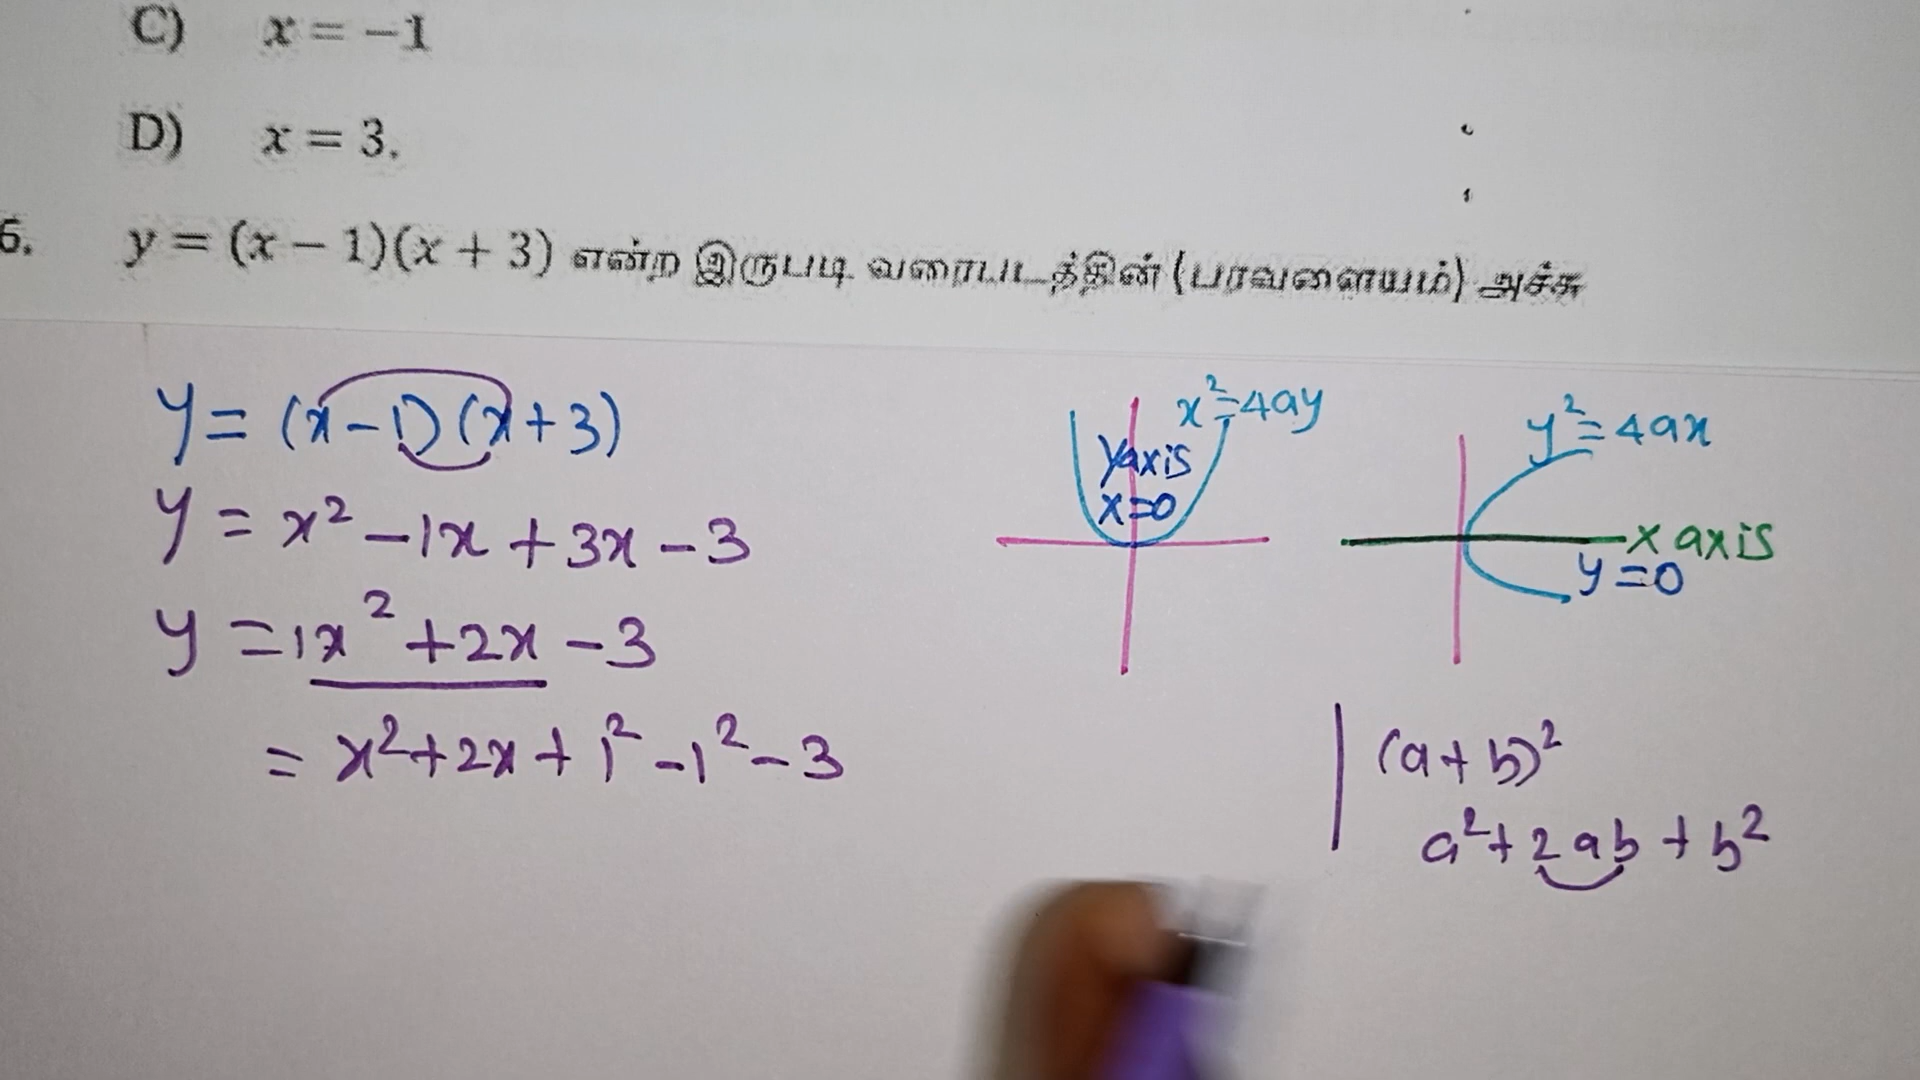 C) x = −1
D) x = 3.
6. y = (x − 1)(x + 3) என்ற இருபடி வரைபடத்தின் (பரவளையம்) அச்சு
y = (x-1) (x+3)
y = x² -1x +3x -3
y = 1x² +2x -3
= x²+2x+1²-1²-3
x²=4ay
y axis
x=0
y²=4ax
x axis
y=0
(a+b)²
a²+2ab+b²